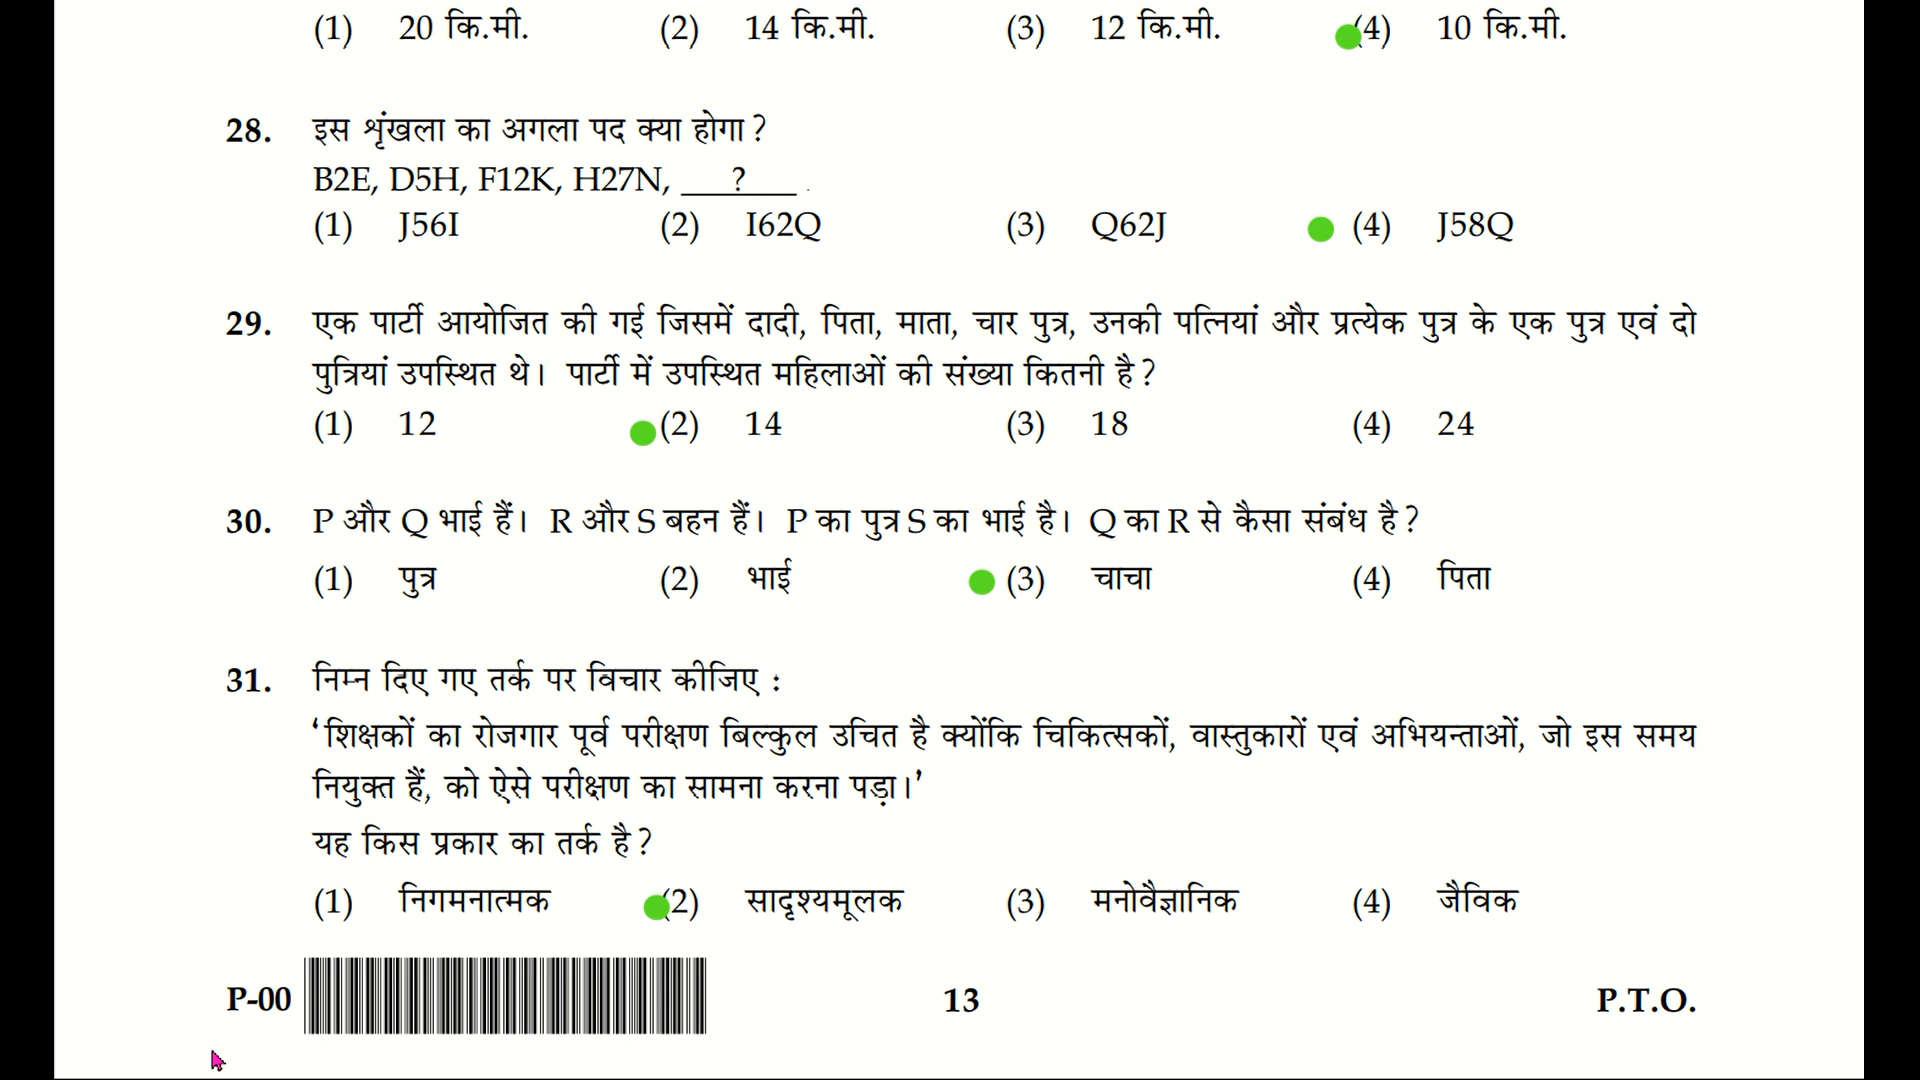 (1) 20 कि.मी. (2) 14 कि.मी. (3) 12 कि.मी. (4) 10 कि.मी.
28. इस शृंखला का अगला पद क्या होगा ?
B2E, D5H, F12K, H27N, ___?___ .
(1) J56I (2) I62Q (3) Q62J (4) J58Q
29. एक पार्टी आयोजित की गई जिसमें दादी, पिता, माता, चार पुत्र, उनकी पत्नियां और प्रत्येक पुत्र के एक पुत्र एवं दो
पुत्रियां उपस्थित थे। पार्टी में उपस्थित महिलाओं की संख्या कितनी है ?
(1) 12 (2) 14 (3) 18 (4) 24
30. P और Q भाई हैं। R और S बहन हैं। P का पुत्र S का भाई है। Q का R से कैसा संबंध है ?
(1) पुत्र (2) भाई (3) चाचा (4) पिता
31. निम्न दिए गए तर्क पर विचार कीजिए :
‘शिक्षकों का रोजगार पूर्व परीक्षण बिल्कुल उचित है क्योंकि चिकित्सकों, वास्तुकारों एवं अभियन्ताओं, जो इस समय
नियुक्त हैं, को ऐसे परीक्षण का सामना करना पड़ा।’
यह किस प्रकार का तर्क है ?
(1) निगमनात्मक (2) सादृश्यमूलक (3) मनोवैज्ञानिक (4) जैविक
P-00 13 P.T.O.